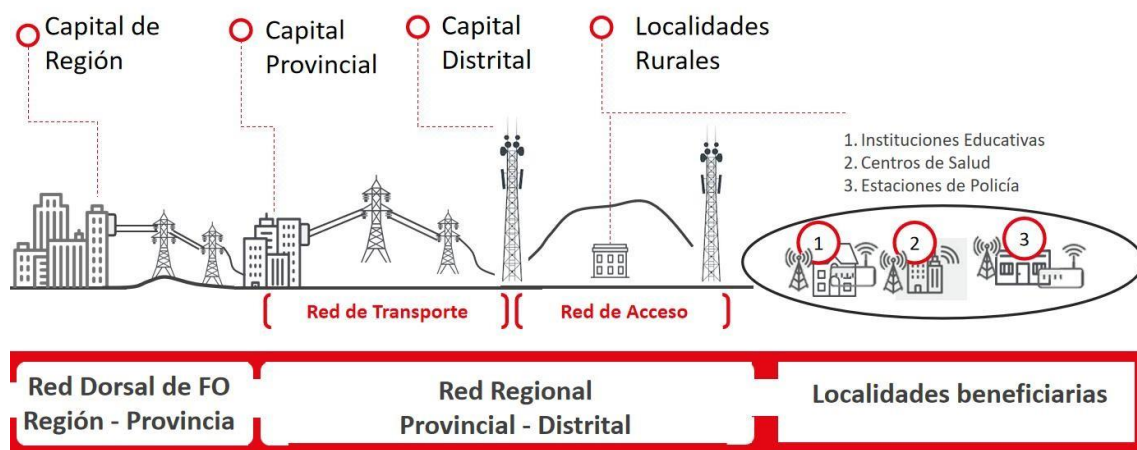 Capital de
Región
Capital
Provincial
Capital
Distrital
Localidades
Rurales
1. Instituciones Educativas
2. Centros de Salud
3. Estaciones de Policía
1
2
3
Red de Transporte
Red de Acceso
Red Dorsal de FO
Región - Provincia
Red Regional
Provincial - Distrital
Localidades beneficiarias